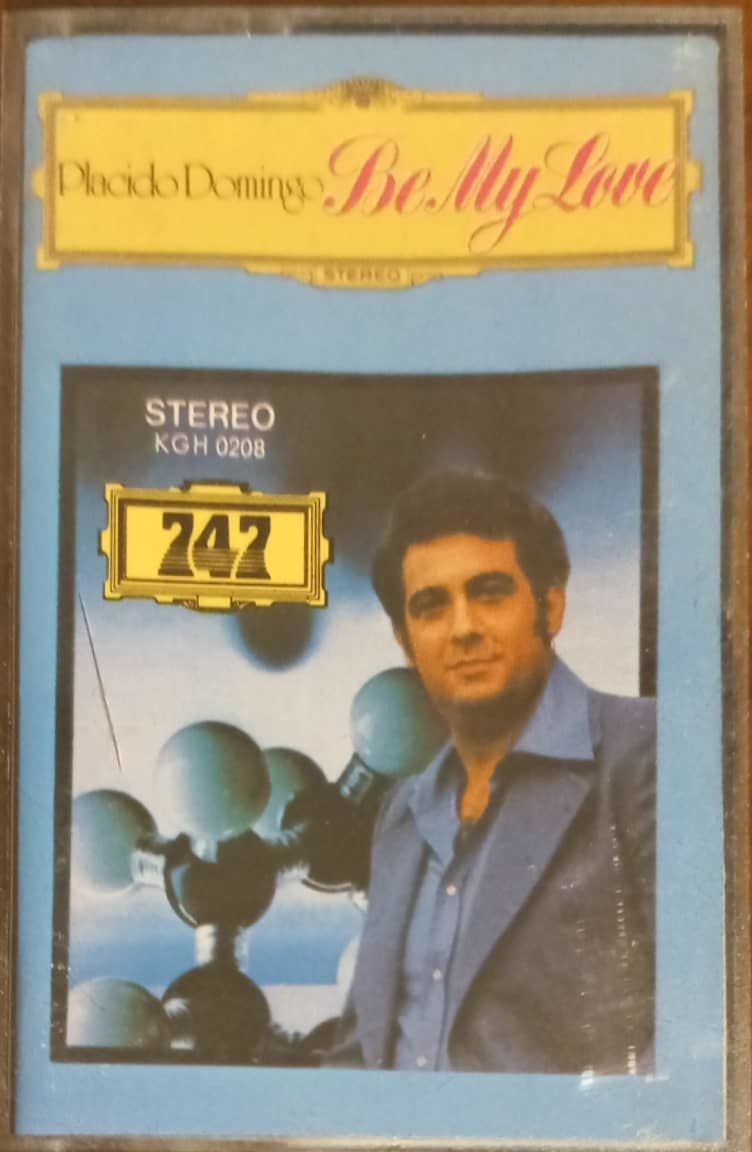 Placido Domingo Be My Love
STEREO
STEREO
KGH 0208
747